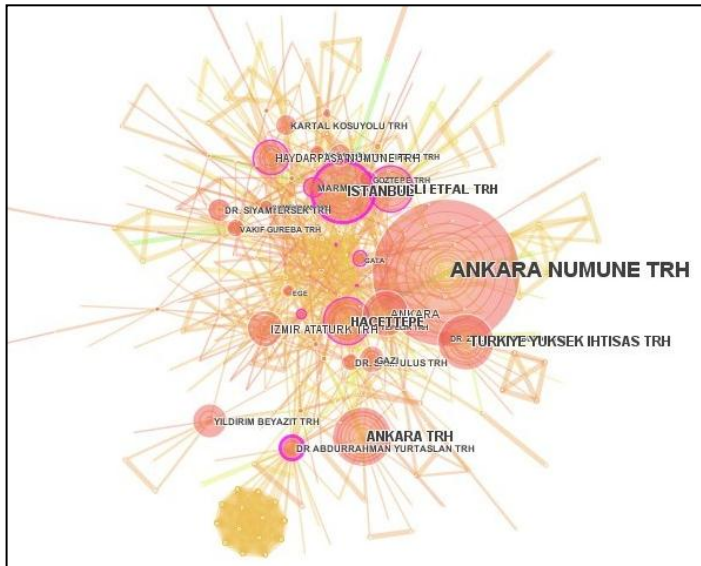 KARTAL KOSUYOLU TRH
HAYDARPASA NUMUNE TRH
GOZTEPE TRH
ISTANBUL
ETFAL TRH
DR. SIYAMI ERSEK TRH
VAKIF GUREBA TRH
GATA
ANKARA NUMUNE TRH
EGE
ANKARA
HACETTEPE
IZMIR ATATURK TRH
TURKIYE YUKSEK IHTISAS TRH
GAZI
ULUS TRH
YILDIRIM BEYAZIT TRH
ANKARA TRH
DR ABDURRAHMAN YURTASLAN TRH